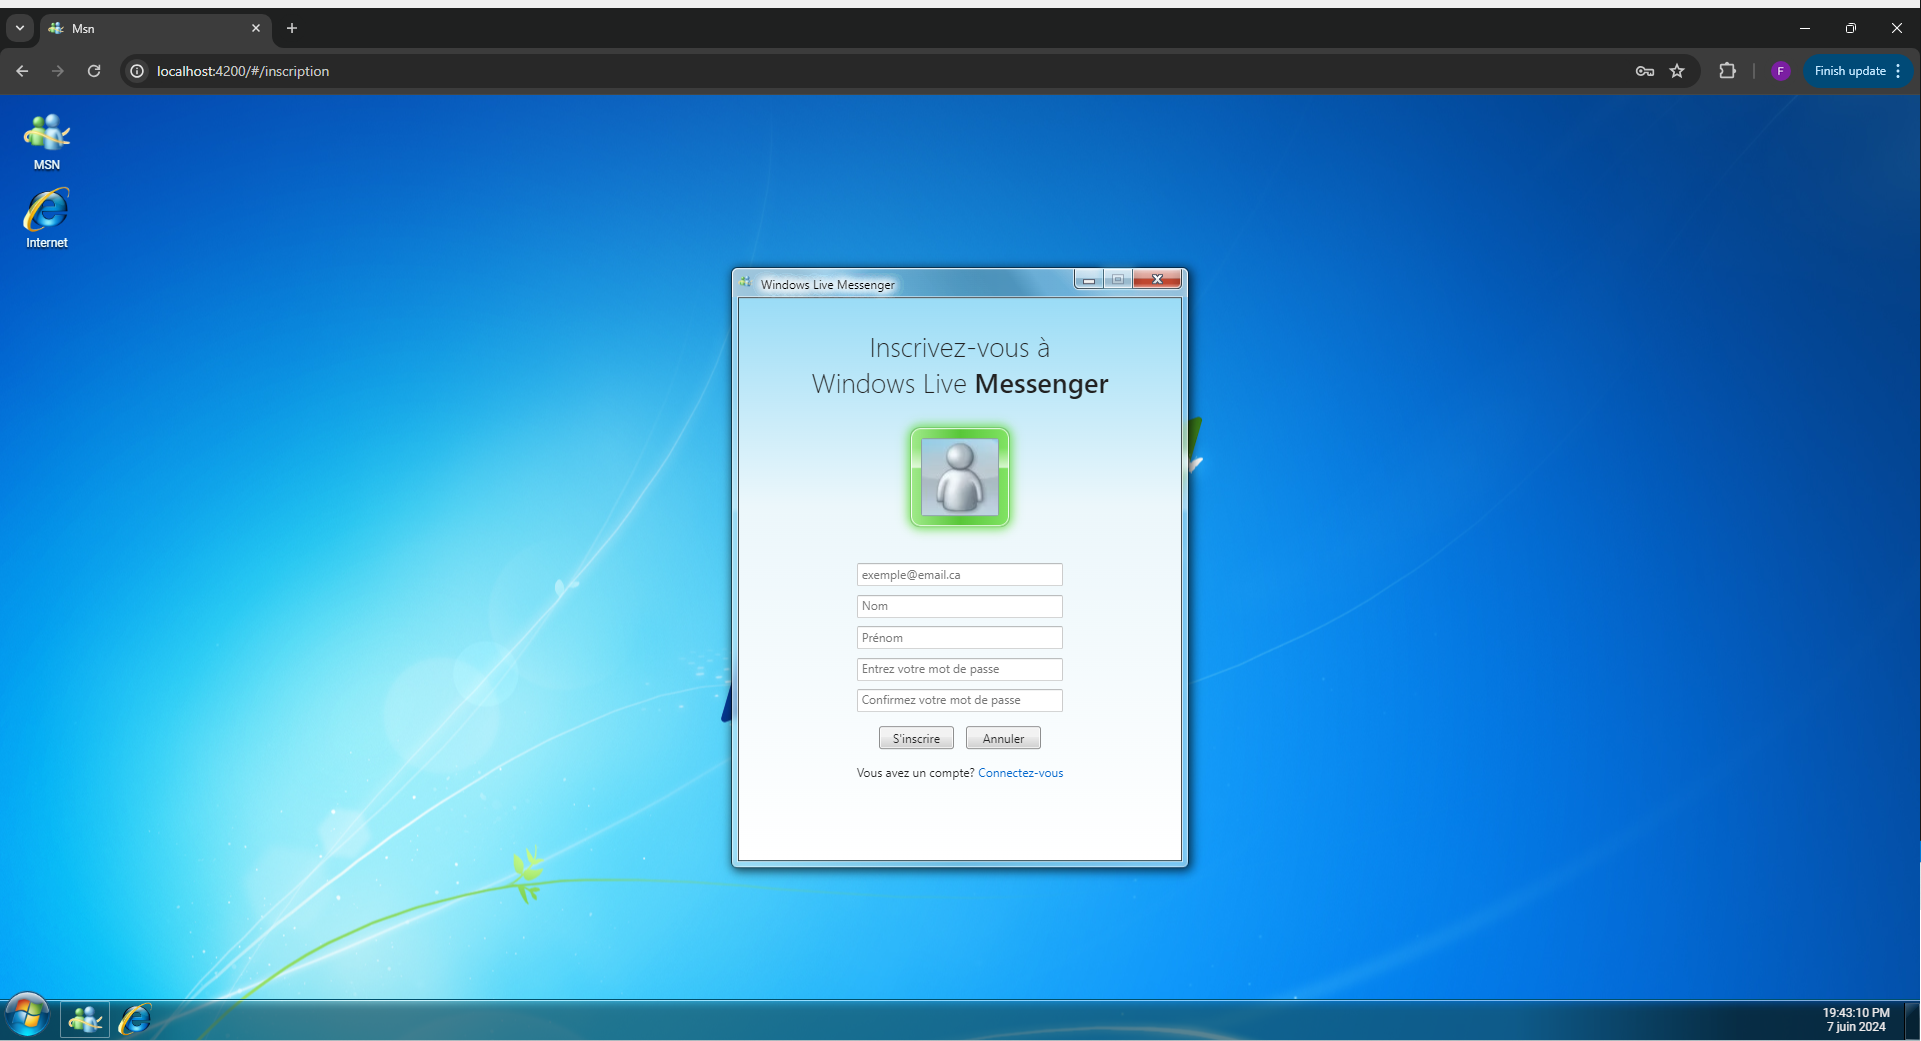 Msn
localhost:4200/#/inscription
F
Finish update
MSN
Internet
Windows Live Messenger
Inscrivez-vous à
Windows Live Messenger
exemple@email.ca
Nom
Prénom
Entrez votre mot de passe
Confirmez votre mot de passe
S'inscrire Annuler
Vous avez un compte? Connectez-vous
19:43:10 PM
7 juin 2024